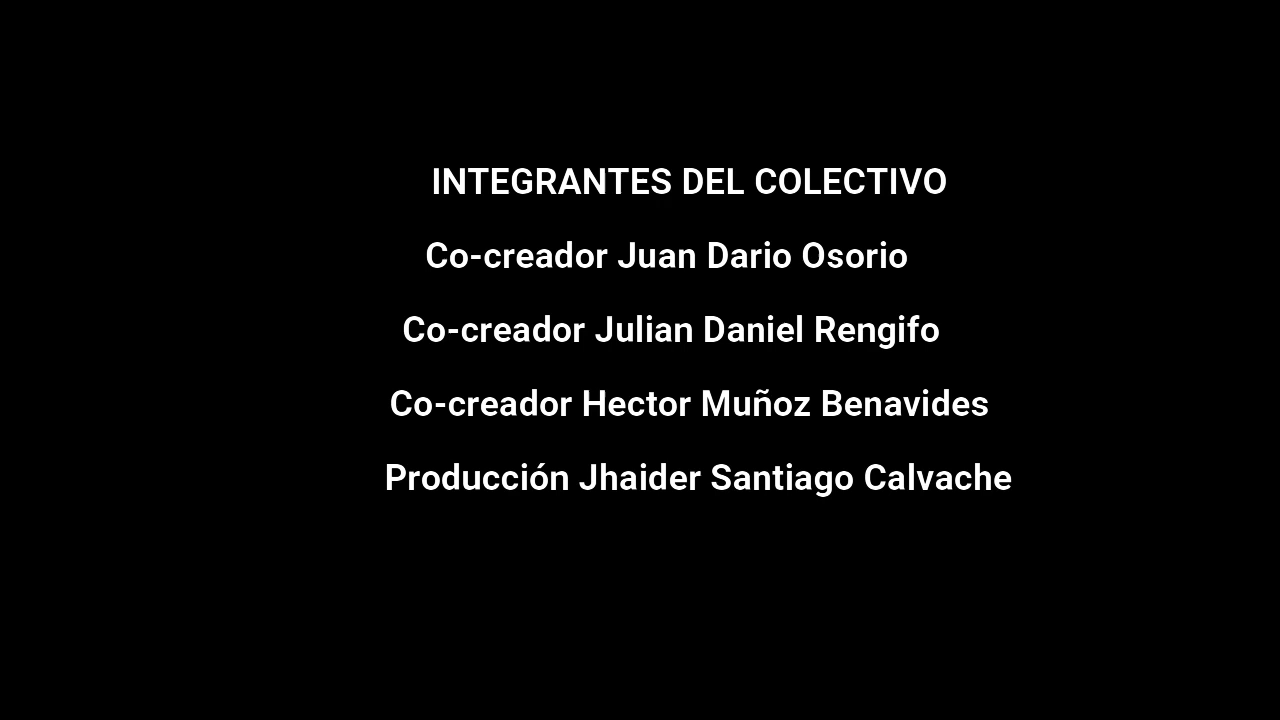 INTEGRANTES DEL COLECTIVO
Co-creador Juan Dario Osorio
Co-creador Julian Daniel Rengifo
Co-creador Hector Muñoz Benavides
Producción Jhaider Santiago Calvache